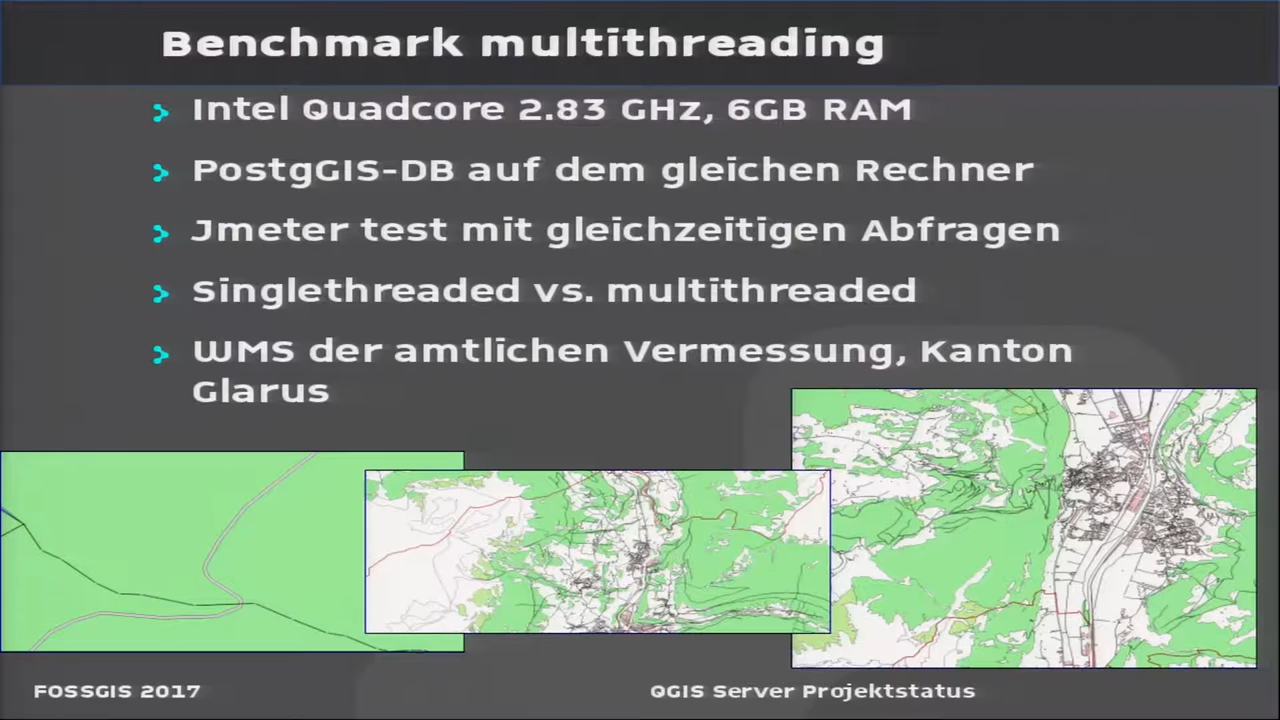 Benchmark multithreading
Intel Quadcore 2.83 GHz, 6GB RAM
PostgGIS-DB auf dem gleichen Rechner
Jmeter test mit gleichzeitigen Abfragen
Singlethreaded vs. multithreaded
WMS der amtlichen Vermessung, Kanton
Glarus
FOSSGIS 2017
QGIS Server Projektstatus